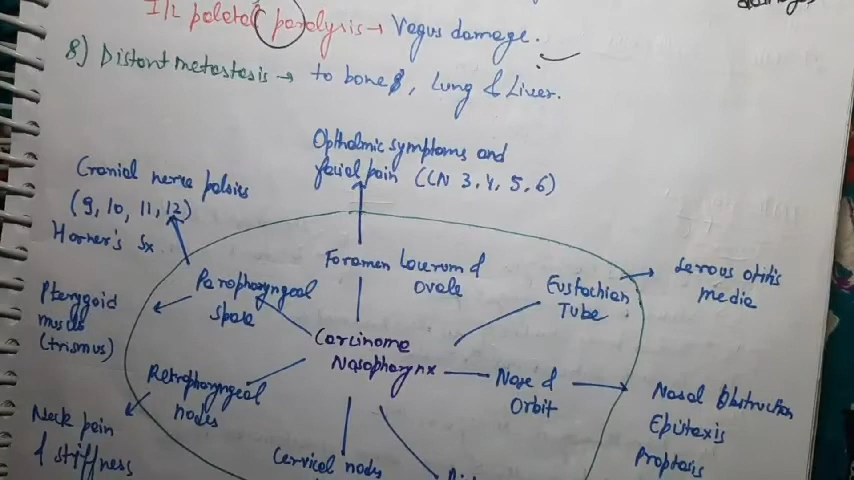 I/L palatal paralysis → Vagus damage.
8) Distant metastasis → to bone, Lung & Liver.
Opthalmic symptoms and
facial pain (CN 3, 4, 5, 6)
Cranial nerve palsies
(9, 10, 11, 12)
Horner's Sx
Foramen Lacerum &
ovale
Parapharyngeal
space
Eustachian
Tube
Serous otitis
media
Pterygoid
muscles
(trismus)
Carcinoma
Nasopharynx
Retropharyngeal
nodes
Nose &
Orbit
Nasal Obstruction
Epistaxis
Proptosis
Neck pain
& stiffness
Cervical nodes